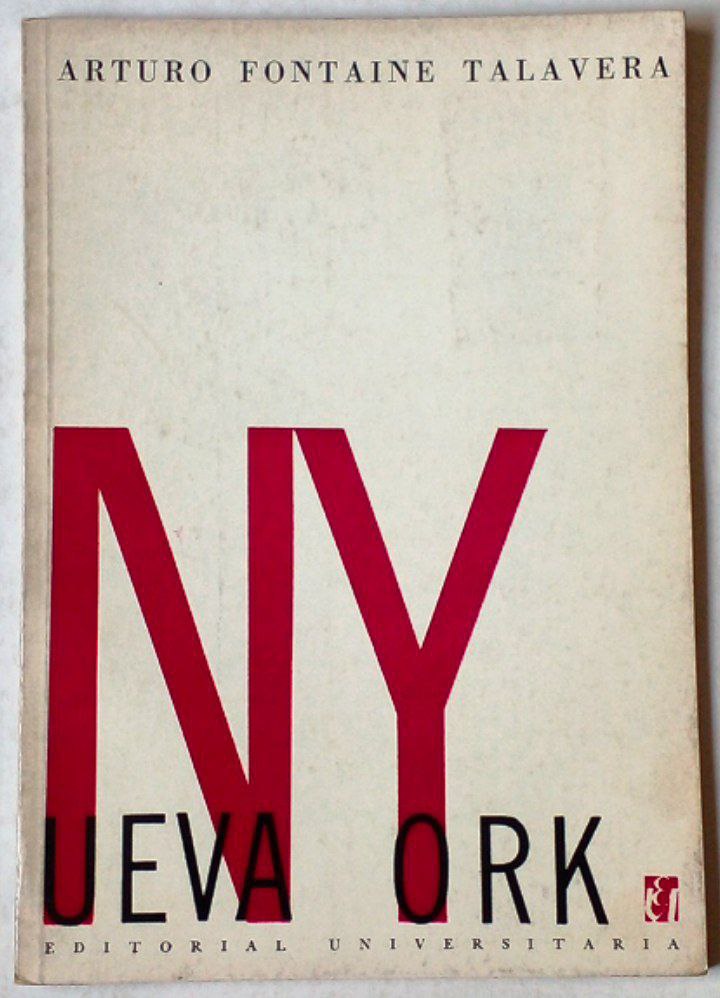 ARTURO FONTAINE TALAVERA
NY
UEVA ORK
EDITORIAL UNIVERSITARIA